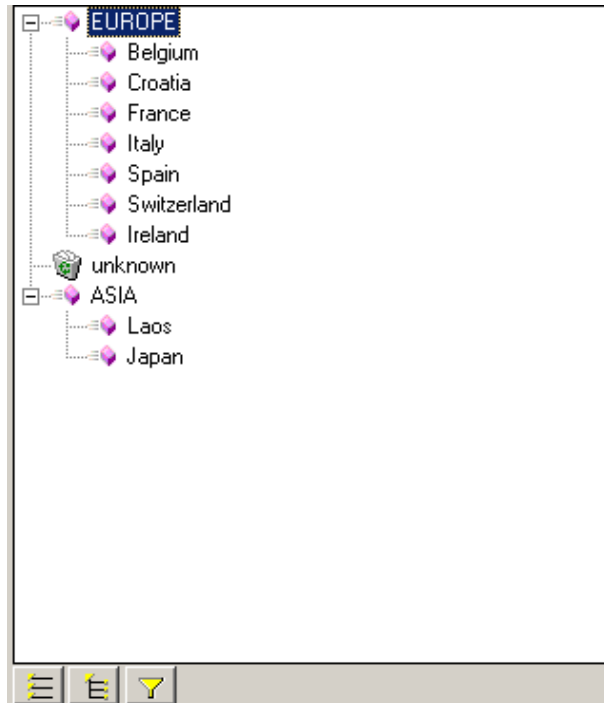 EUROPE
Belgium
Croatia
France
Italy
Spain
Switzerland
Ireland
unknown
ASIA
Laos
Japan